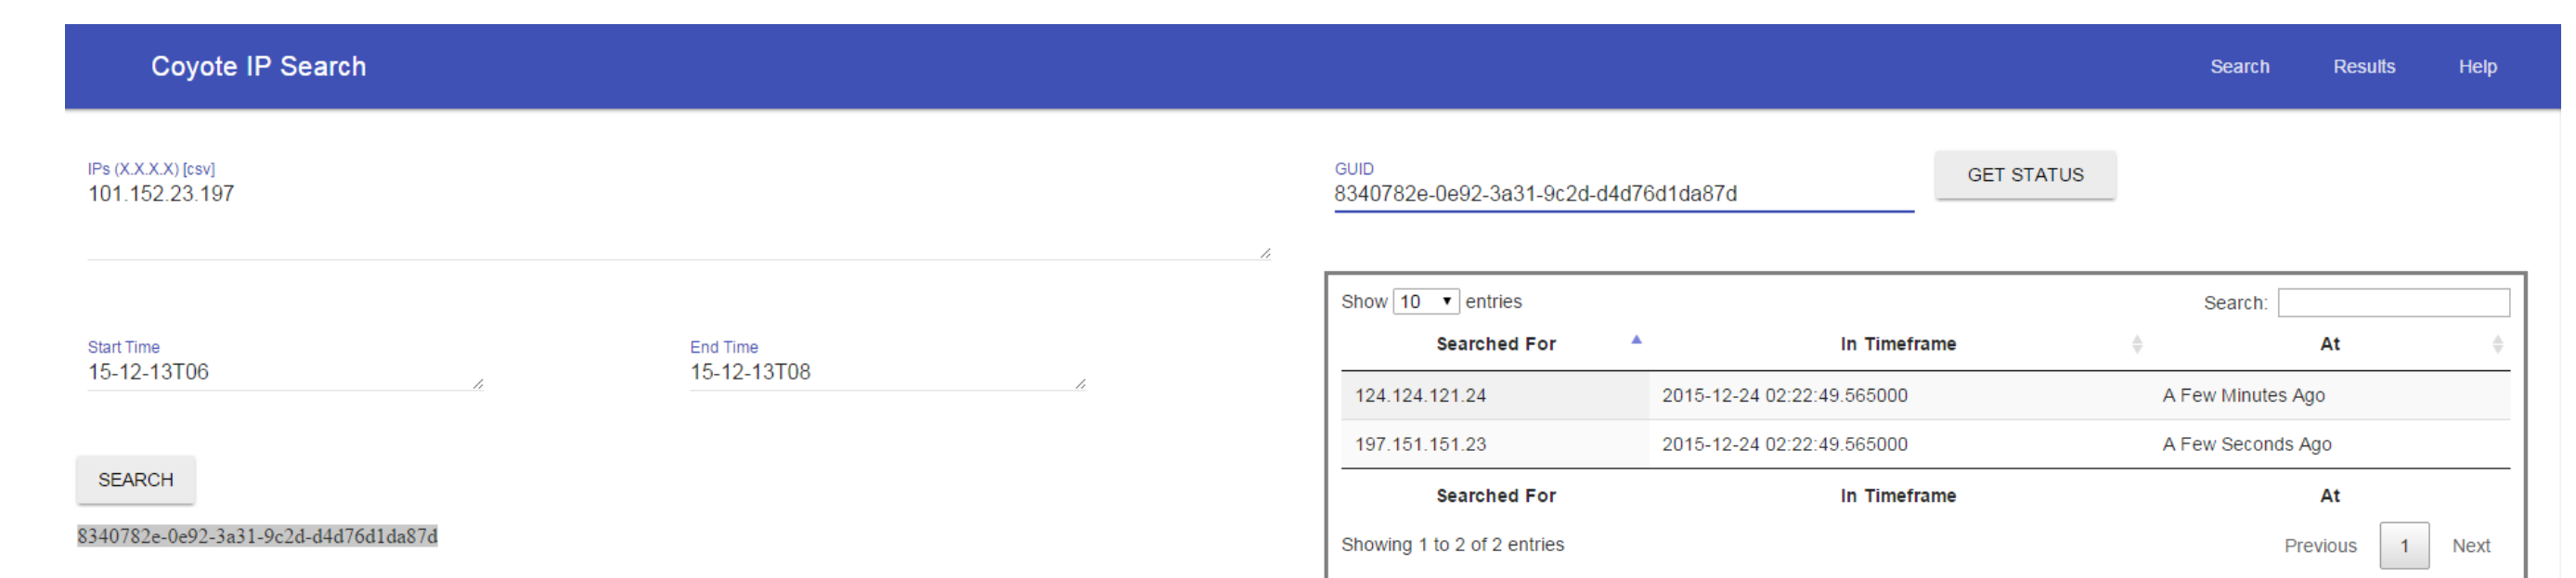 Coyote IP Search Search Results Help
IPs (X.X.X.X) [csv]
101.152.23.197
GUID
8340782e-0e92-3a31-9c2d-d4d76d1da87d
GET STATUS
Start Time
15-12-13T06
End Time
15-12-13T08
SEARCH
8340782e-0e92-3a31-9c2d-d4d76d1da87d
Show 10 entries Search:
Searched For In Timeframe At
124.124.121.24 2015-12-24 02:22:49.565000 A Few Minutes Ago
197.151.151.23 2015-12-24 02:22:49.565000 A Few Seconds Ago
Searched For In Timeframe At
Showing 1 to 2 of 2 entries Previous 1 Next